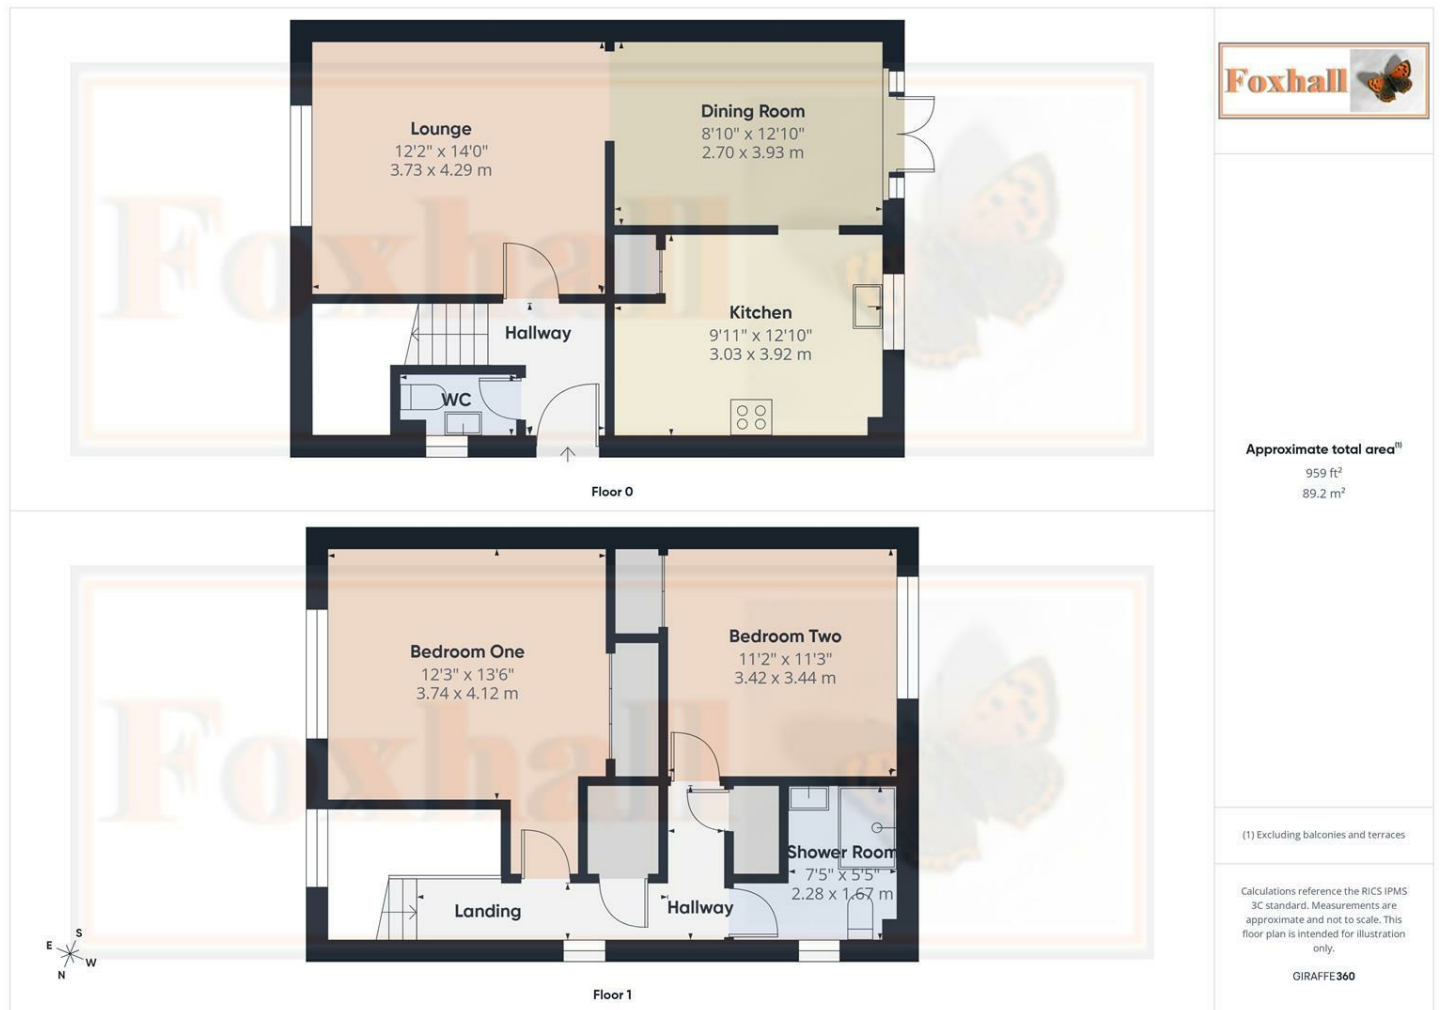 Lounge
12'2" x 14'0"
3.73 x 4.29 m
Dining Room
8'10" x 12'10"
2.70 x 3.93 m
Kitchen
9'11" x 12'10"
3.03 x 3.92 m
Hallway
WC
Floor 0
Foxhall
Bedroom One
12'3" x 13'6"
3.74 x 4.12 m
Bedroom Two
11'2" x 11'3"
3.42 x 3.44 m
Shower Room
7'5" x 5'5"
2.28 x 1.67 m
Landing
Hallway
Floor 1
Foxhall
S
E
W
N
Foxhall
Approximate total area(1)
959 ft²
89.2 m²
(1) Excluding balconies and terraces
Calculations reference the RICS IPMS
3C standard. Measurements are
approximate and not to scale. This
floor plan is intended for illustration
only.
GIRAFFE360